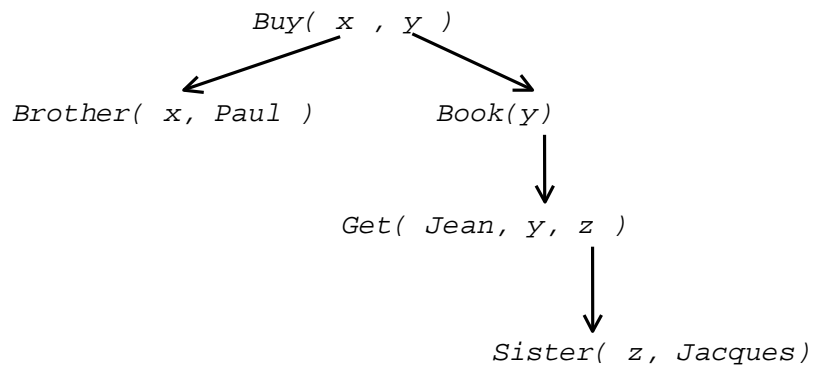 Buy( x , y )
Brother( x, Paul )
Book(y)
Get( Jean, y, z )
Sister( z, Jacques)